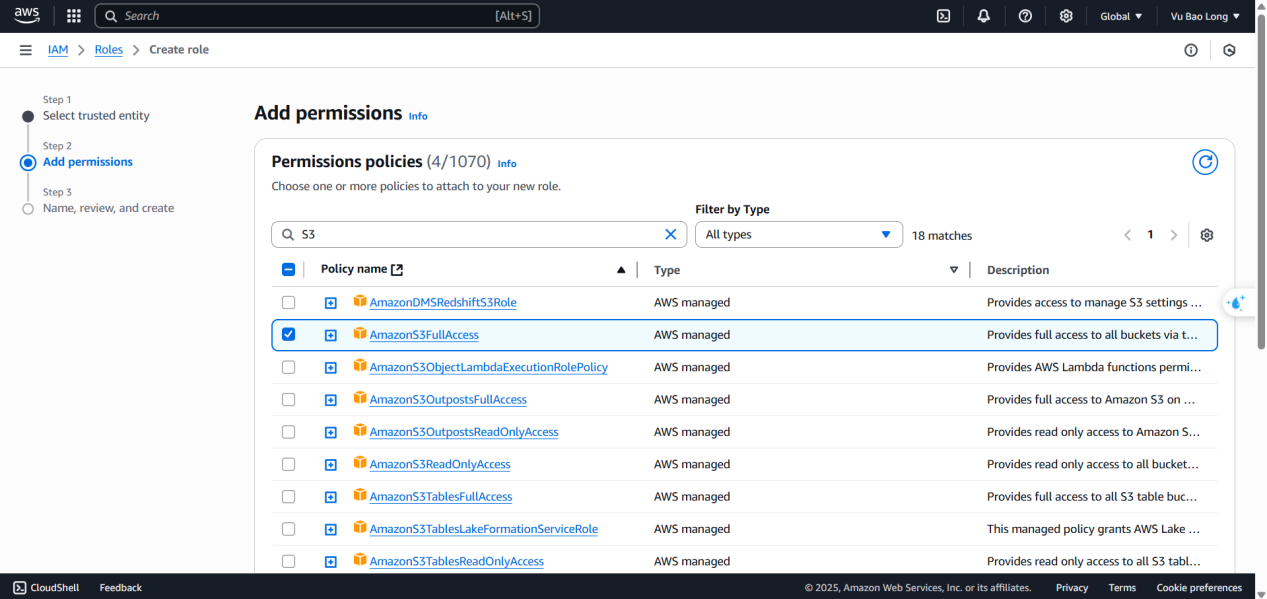 aws
Search [Alt+S]
Global ▼ Vu Bao Long ▼
IAM > Roles > Create role
Step 1
Select trusted entity
Step 2
Add permissions
Step 3
Name, review, and create
Add permissions Info
Permissions policies (4/1070) Info
Choose one or more policies to attach to your new role.
Filter by Type
S3 All types 18 matches 1
Policy name Type Description
AmazonDMSRedshiftS3Role AWS managed Provides access to manage S3 settings ...
AmazonS3FullAccess AWS managed Provides full access to all buckets via t...
AmazonS3ObjectLambdaExecutionRolePolicy AWS managed Provides AWS Lambda functions permi...
AmazonS3OutpostsFullAccess AWS managed Provides full access to Amazon S3 on ...
AmazonS3OutpostsReadOnlyAccess AWS managed Provides read only access to Amazon S...
AmazonS3ReadOnlyAccess AWS managed Provides read only access to all bucket...
AmazonS3TablesFullAccess AWS managed Provides full access to all S3 table buc...
AmazonS3TablesLakeFormationServiceRole AWS managed This managed policy grants AWS Lake ...
AmazonS3TablesReadOnlyAccess AWS managed Provides read only access to all S3 tabl...
CloudShell Feedback © 2025, Amazon Web Services, Inc. or its affiliates. Privacy Terms Cookie preferences